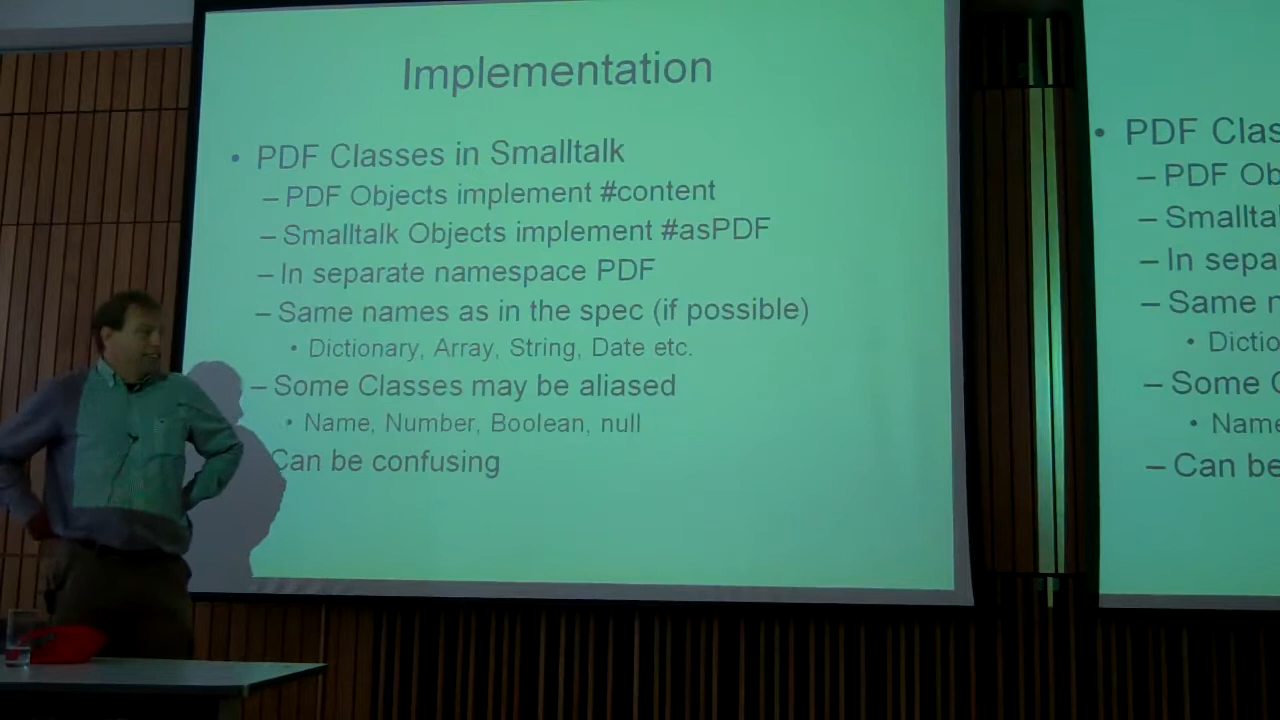 Implementation
• PDF Classes in Smalltalk
– PDF Objects implement #content
– Smalltalk Objects implement #asPDF
– In separate namespace PDF
– Same names as in the spec (if possible)
• Dictionary, Array, String, Date etc.
– Some Classes may be aliased
• Name, Number, Boolean, null
Can be confusing
• PDF Clas
– PDF Ob
– Smallta
– In sepa
– Same n
• Dictio
– Some C
• Name
– Can be